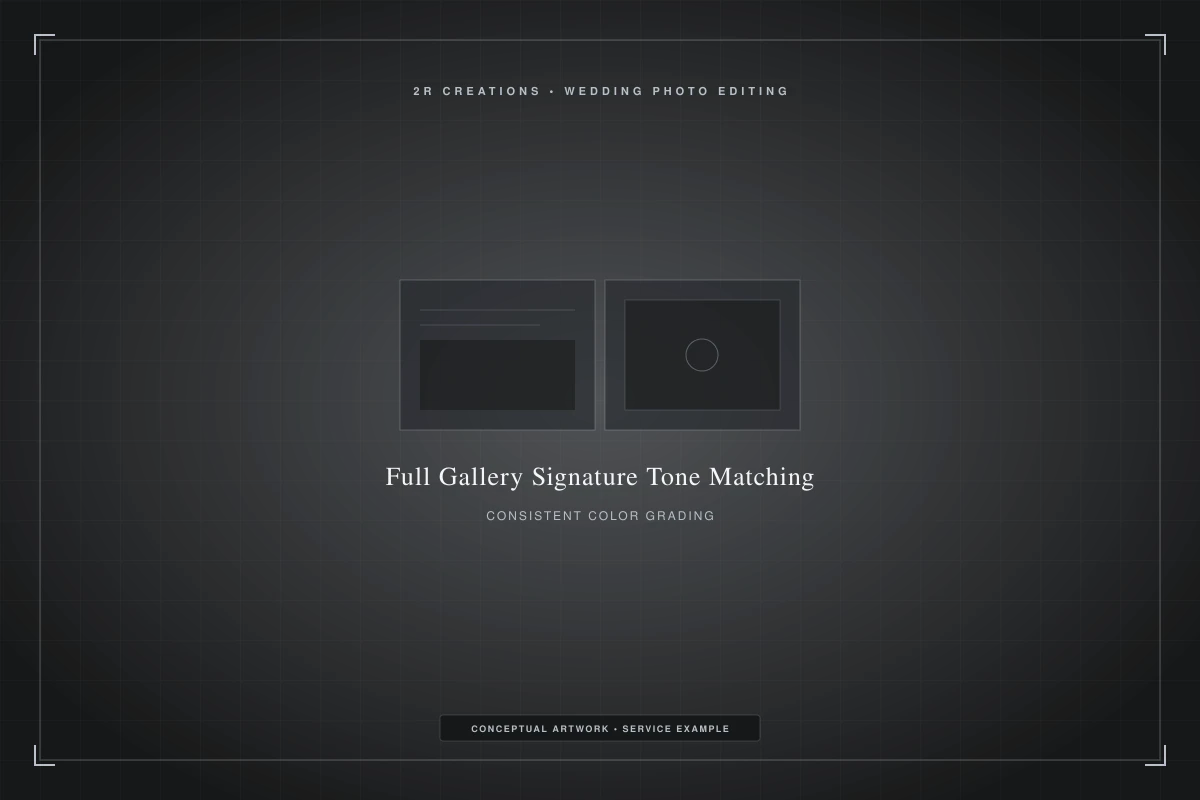 2R CREATIONS • WEDDING PHOTO EDITING
Full Gallery Signature Tone Matching
CONSISTENT COLOR GRADING
CONCEPTUAL ARTWORK • SERVICE EXAMPLE